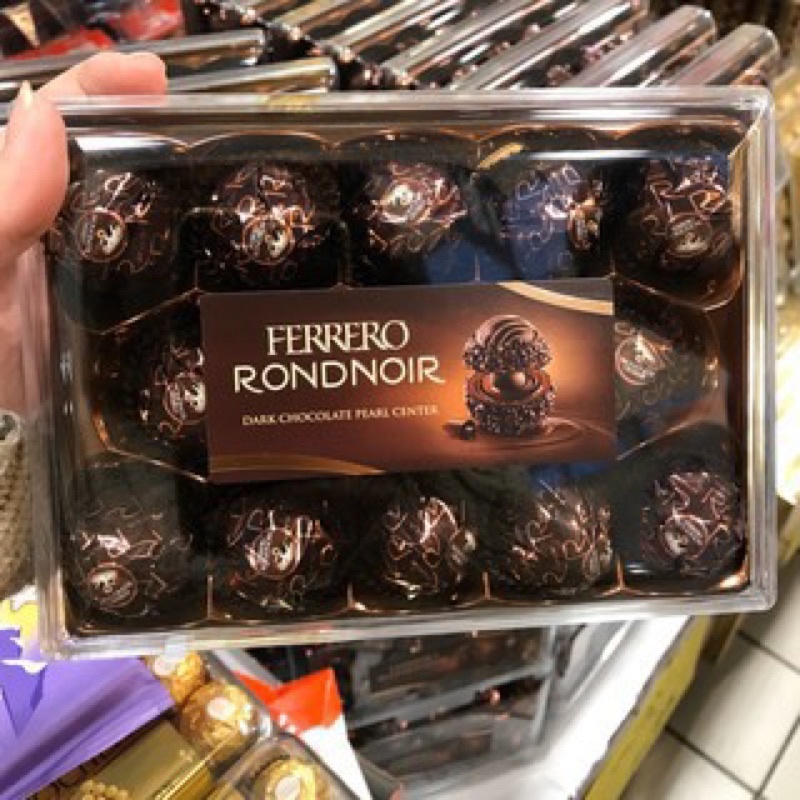 FERRERO
RONDNOIR
DARK CHOCOLATE PEARL CENTER